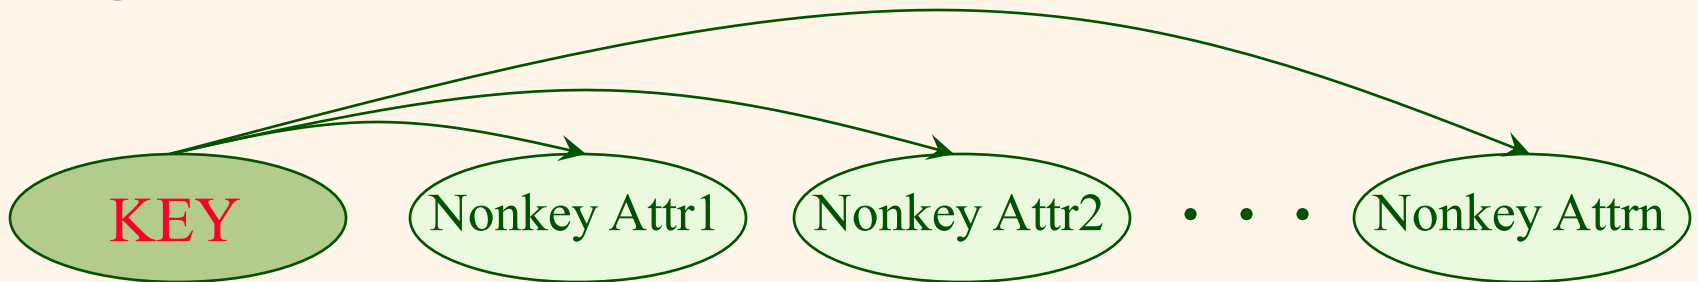 KEY Nonkey Attr1 Nonkey Attr2 • • • Nonkey Attrn